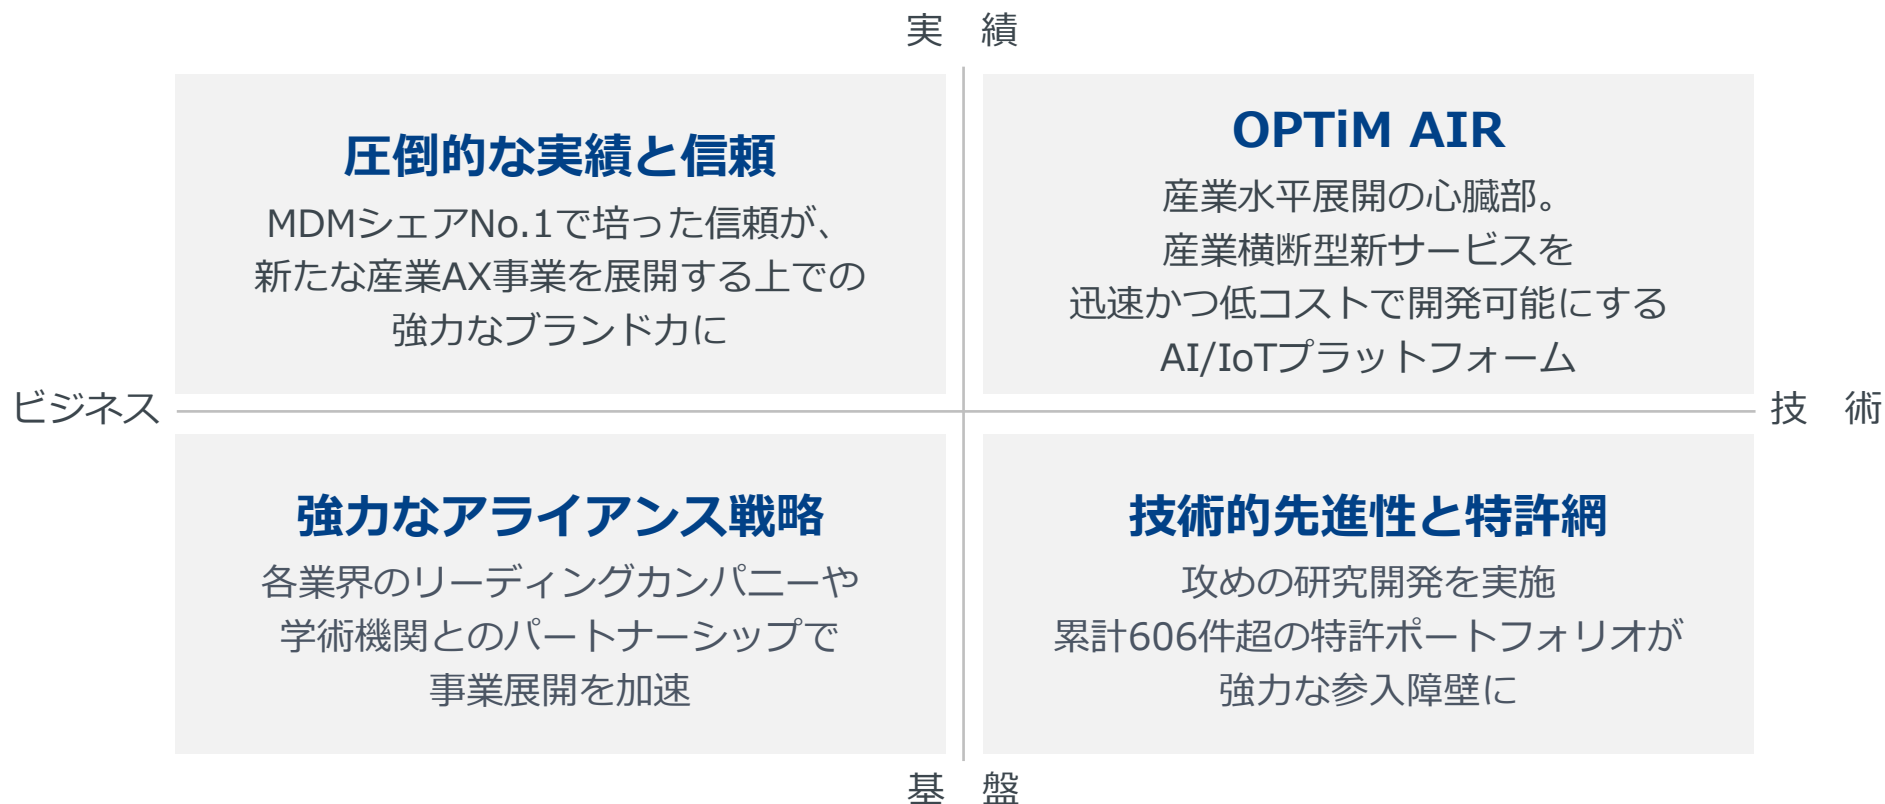 実　績
圧倒的な実績と信頼
MDMシェアNo.1で培った信頼が、
新たな産業AX事業を展開する上での
強力なブランド力に
OPTiM AIR
産業水平展開の心臓部。
産業横断型新サービスを
迅速かつ低コストで開発可能にする
AI/IoTプラットフォーム
ビジネス
技　術
強力なアライアンス戦略
各業界のリーディングカンパニーや
学術機関とのパートナーシップで
事業展開を加速
技術的先進性と特許網
攻めの研究開発を実施
累計606件超の特許ポートフォリオが
強力な参入障壁に
基　盤